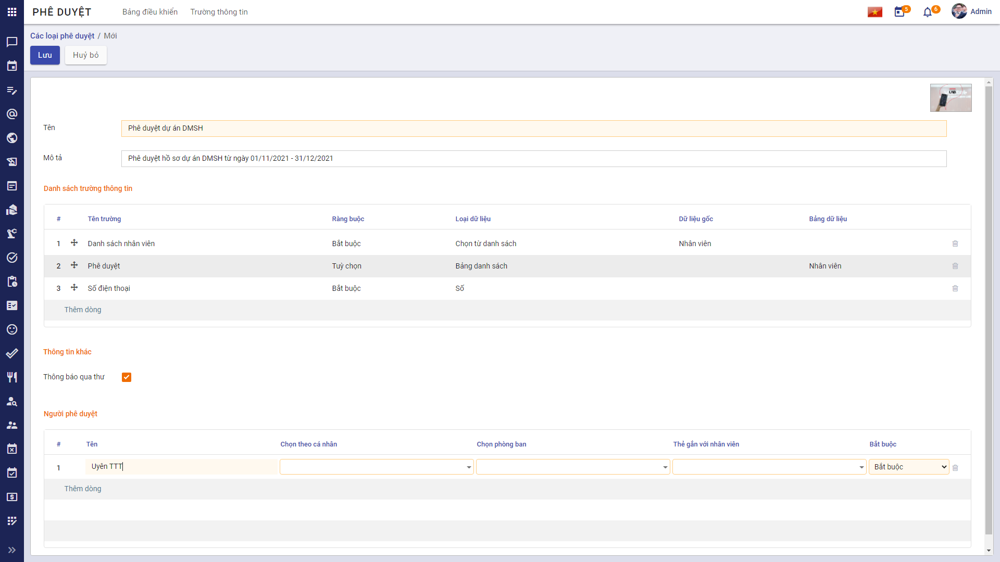 PHÊ DUYỆT
Bảng điều khiển
Trường thông tin
5
6
Admin
Các loại phê duyệt / Mới
Lưu
Huỷ bỏ
LAB
Tên
Phê duyệt dự án DMSH
Mô tả
Phê duyệt hồ sơ dự án DMSH từ ngày 01/11/2021 - 31/12/2021
Danh sách trường thông tin
# Tên trường Ràng buộc Loại dữ liệu Dữ liệu gốc Bảng dữ liệu
1 Danh sách nhân viên Bắt buộc Chọn từ danh sách Nhân viên
2 Phê duyệt Tuỳ chọn Bảng danh sách Nhân viên
3 Số điện thoại Bắt buộc Số
Thêm dòng
Thông tin khác
Thông báo qua thư
Người phê duyệt
# Tên Chọn theo cá nhân Chọn phòng ban Thẻ gắn với nhân viên Bắt buộc
1 Uyên TTT Bắt buộc
Thêm dòng